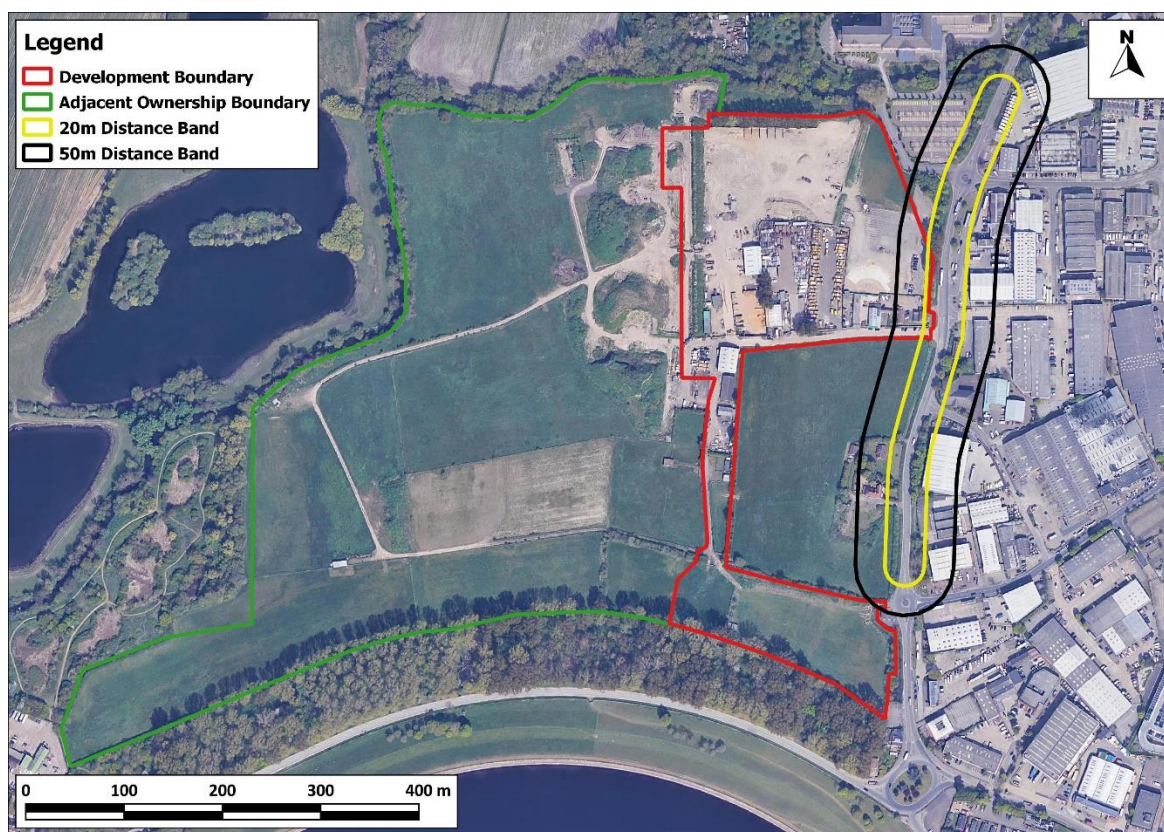 Legend
Development Boundary
Adjacent Ownership Boundary
20m Distance Band
50m Distance Band
N
0 100 200 300 400 m